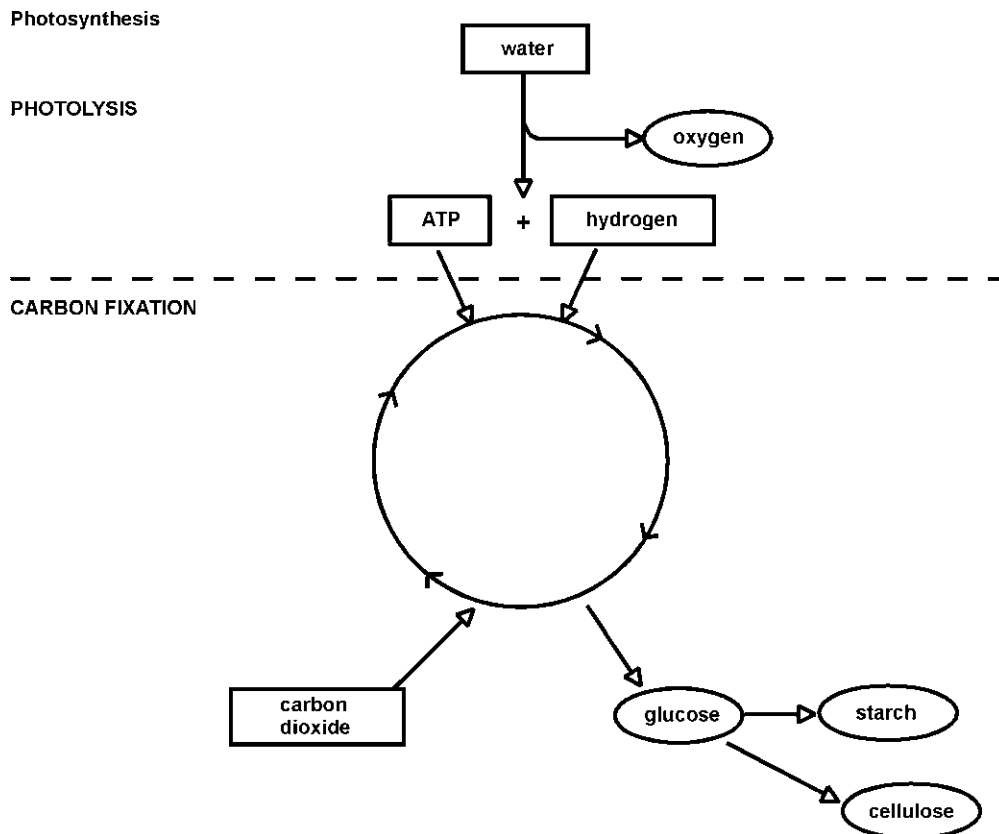 Photosynthesis
water
PHOTOLYSIS
oxygen
ATP
+
hydrogen
CARBON FIXATION
carbon
dioxide
glucose
starch
cellulose